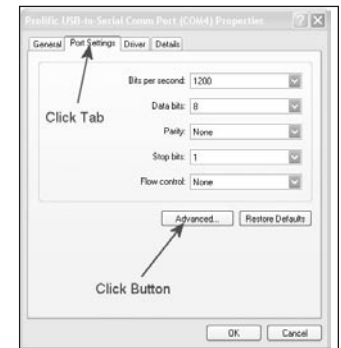 Prolific USB-to-Serial Comm Port (COM4) Properties
General Port Settings Driver Details
Bits per second: 1200
Data bits: 8
Click Tab
Parity: None
Stop bits: 1
Flow control: None
Advanced... Restore Defaults
Click Button
OK Cancel